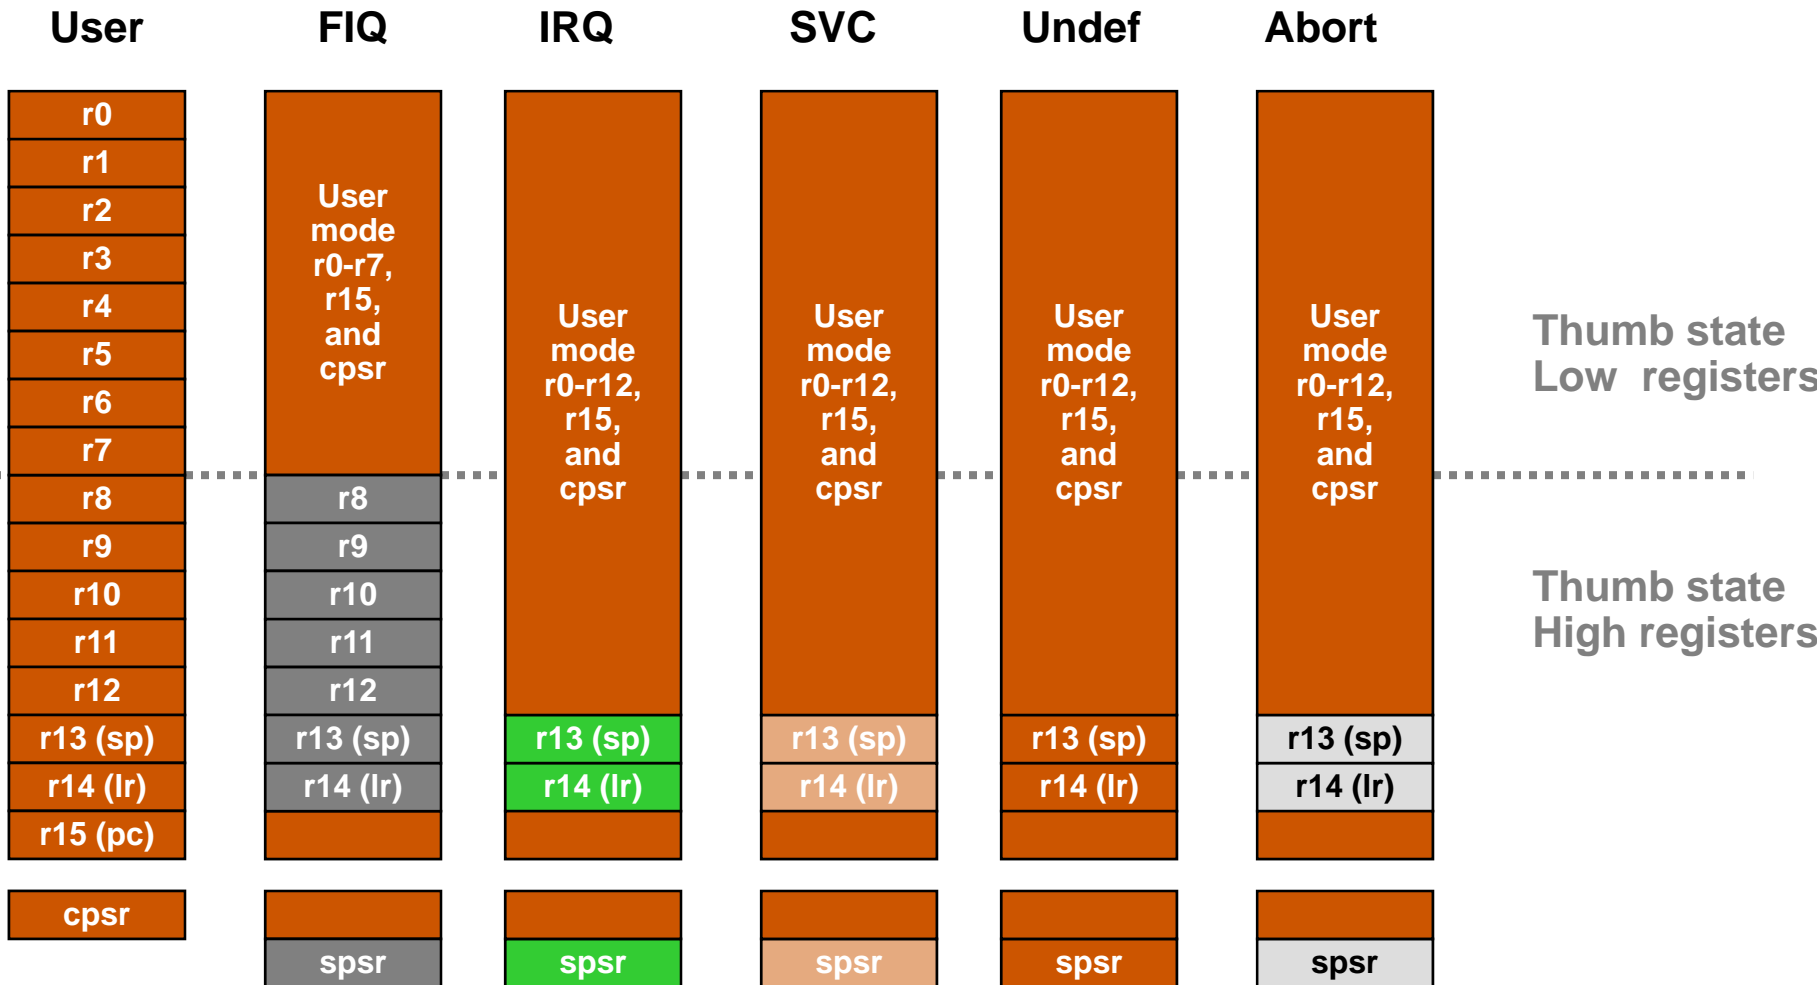 User
FIQ
IRQ
SVC
Undef
Abort
r0
r1
r2
r3
r4
r5
r6
r7
r8
r9
r10
r11
r12
r13 (sp)
r14 (lr)
r15 (pc)
cpsr
User
mode
r0-r7,
r15,
and
cpsr
r8
r9
r10
r11
r12
r13 (sp)
r14 (lr)
spsr
User
mode
r0-r12,
r15,
and
cpsr
r13 (sp)
r14 (lr)
spsr
User
mode
r0-r12,
r15,
and
cpsr
r13 (sp)
r14 (lr)
spsr
User
mode
r0-r12,
r15,
and
cpsr
r13 (sp)
r14 (lr)
spsr
User
mode
r0-r12,
r15,
and
cpsr
r13 (sp)
r14 (lr)
spsr
Thumb state
Low registers
Thumb state
High registers